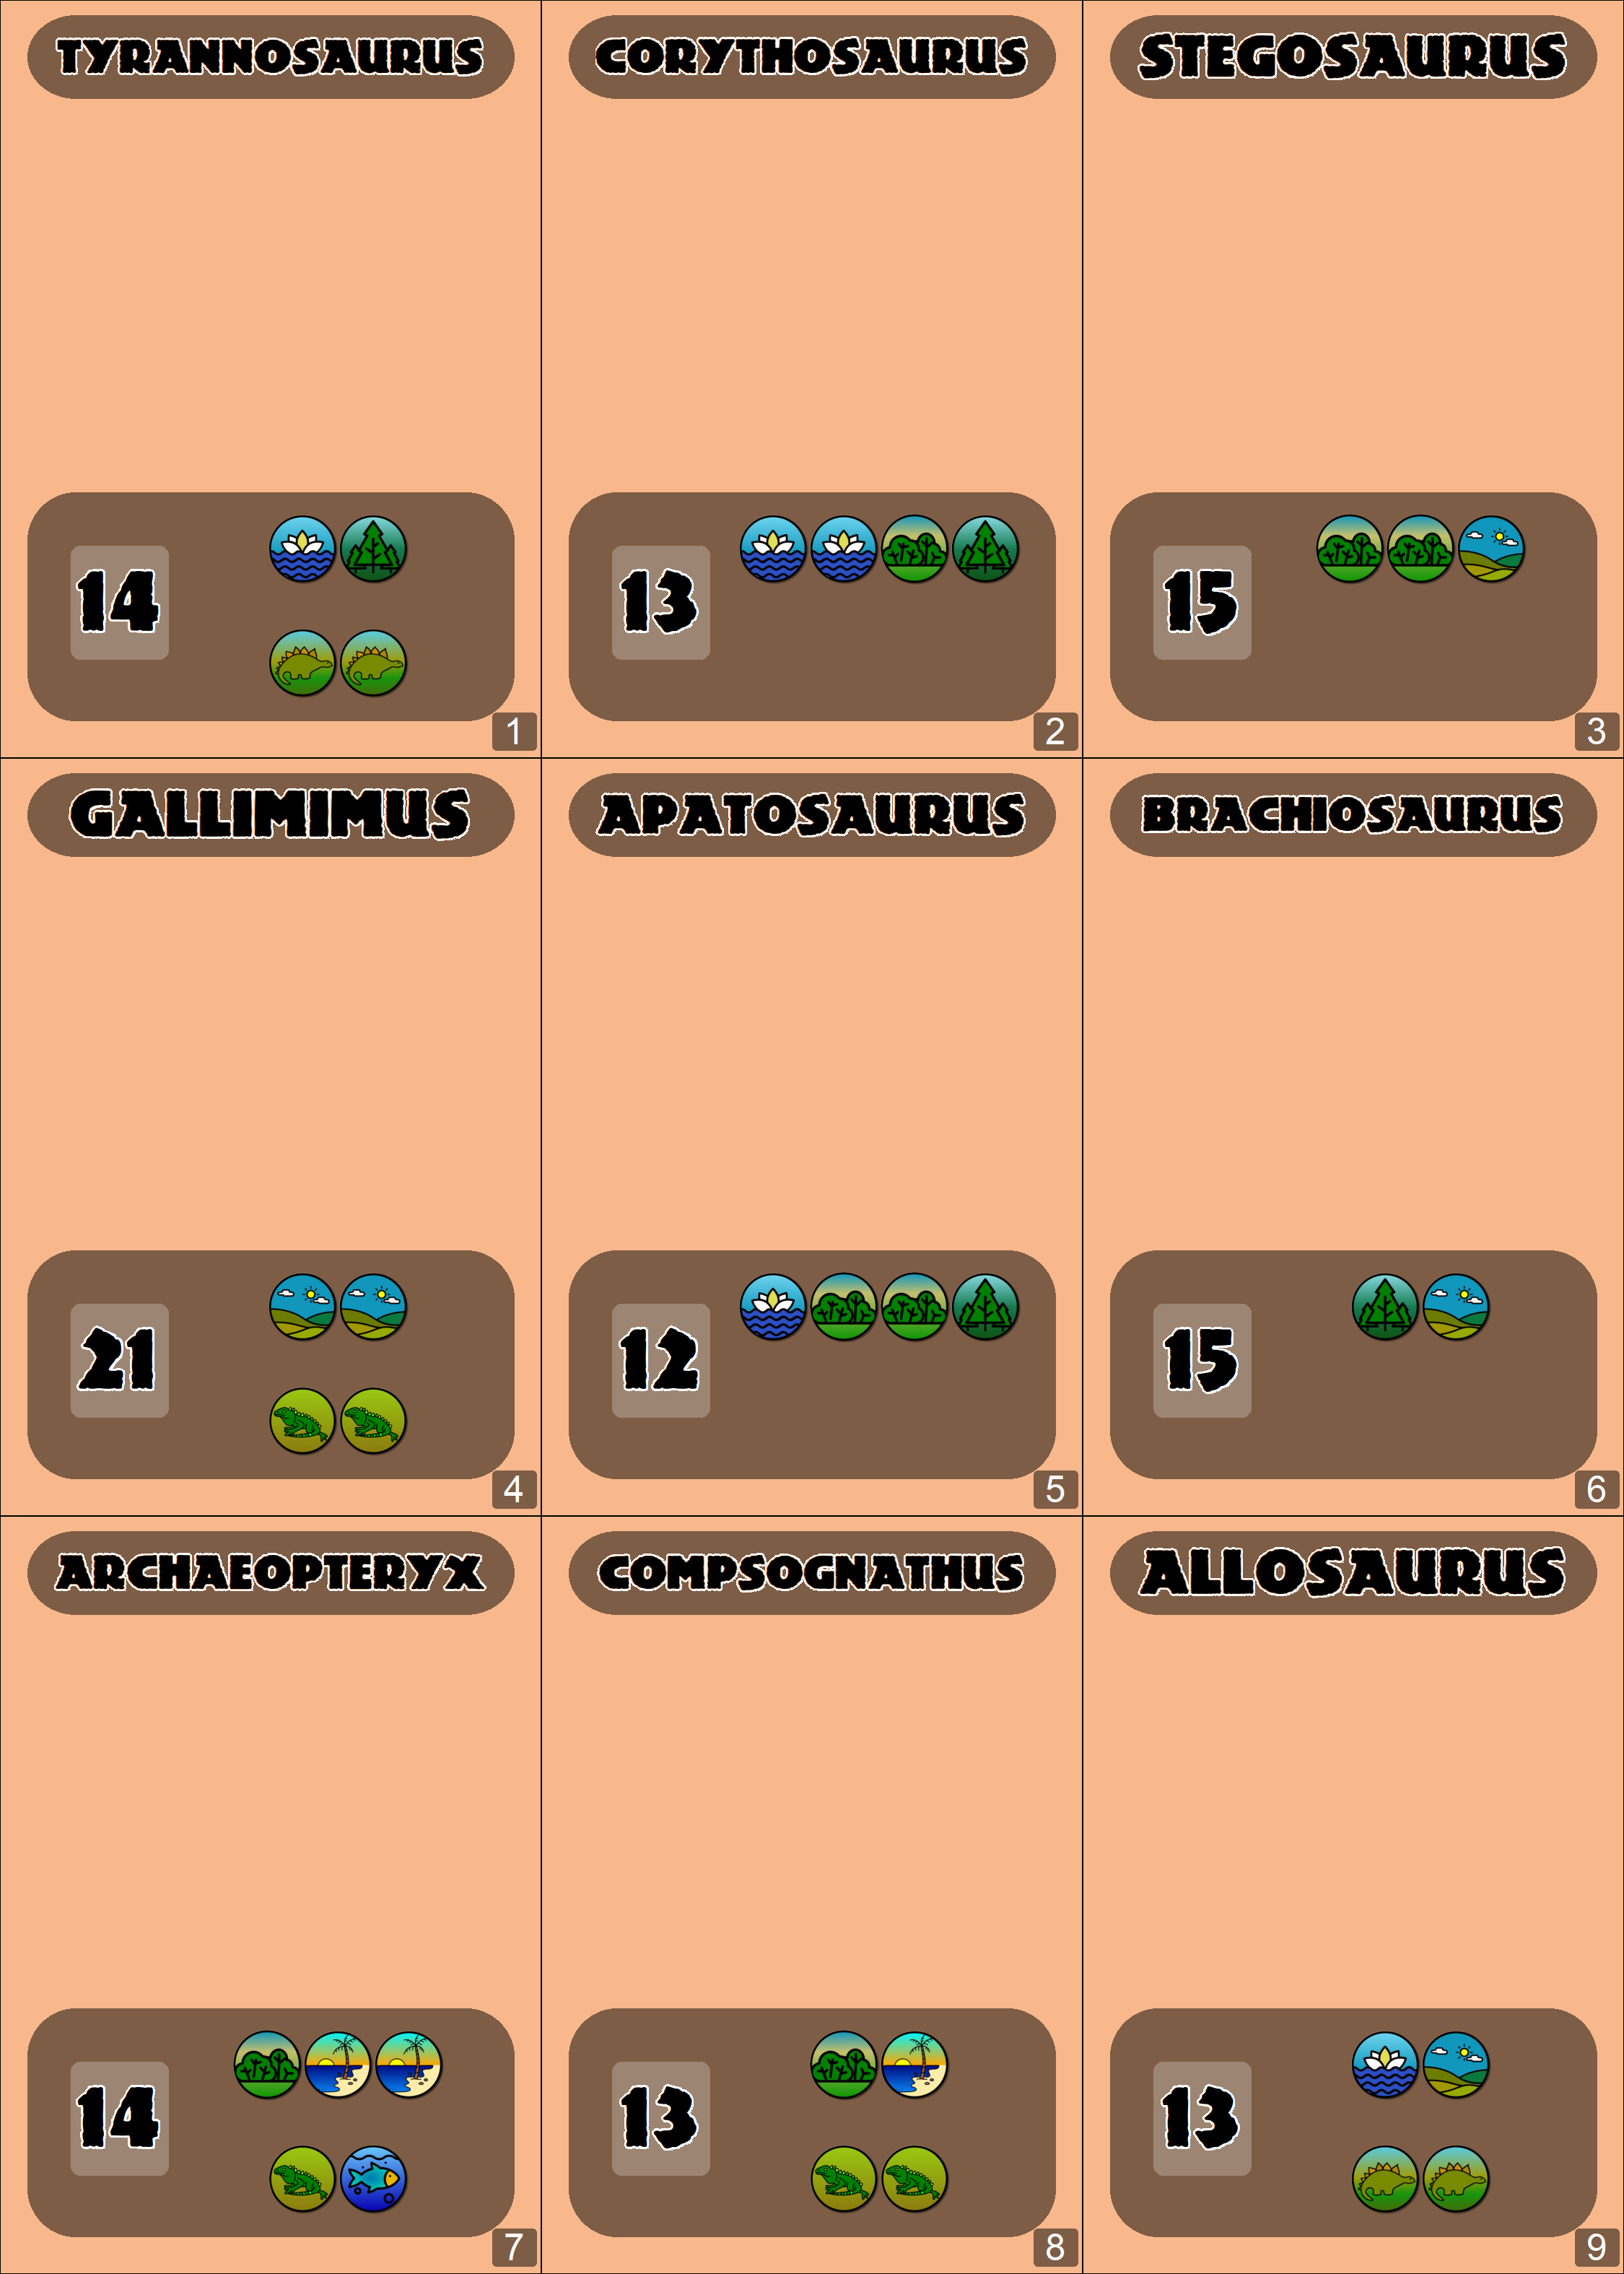 TYRANNOSAURUS
14
1
CORYTHOSAURUS
13
2
STEGOSAURUS
15
3
GALLIMIMUS
21
4
APATOSAURUS
12
5
BRACHIOSAURUS
15
6
ARCHAEOPTERYX
14
7
COMPSOGNATHUS
13
8
ALLOSAURUS
13
9